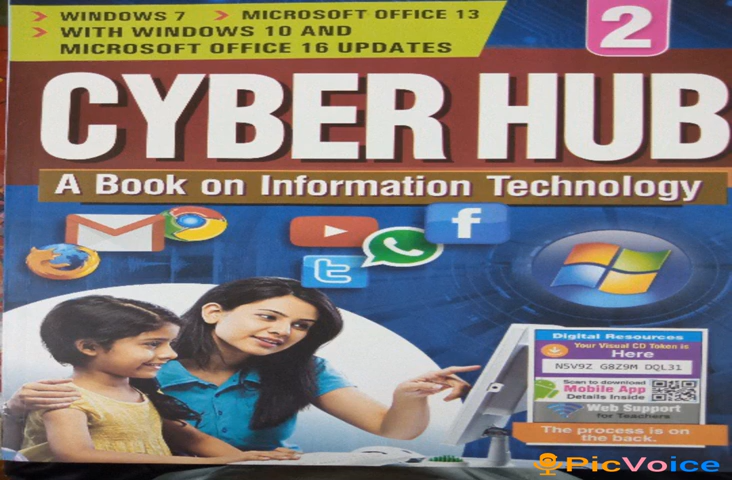 WINDOWS 7 MICROSOFT OFFICE 13
WITH WINDOWS 10 AND
MICROSOFT OFFICE 16 UPDATES
2
CYBER HUB
A Book on Information Technology
Digital Resources
Your Visual CD Token is
Here
N5V9Z G8Z9M DQL31
Scan to download
Mobile App
Details Inside
Web Support
for Teachers
The process is on
the back.
PicVoice